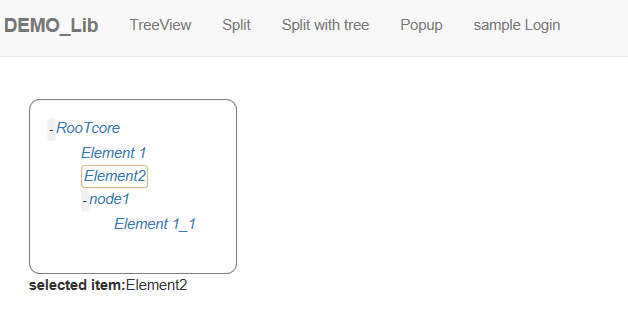 DEMO_Lib TreeView Split Split with tree Popup sample Login
-RooTcore
Element 1
Element2
-node1
Element 1_1
selected item:Element2